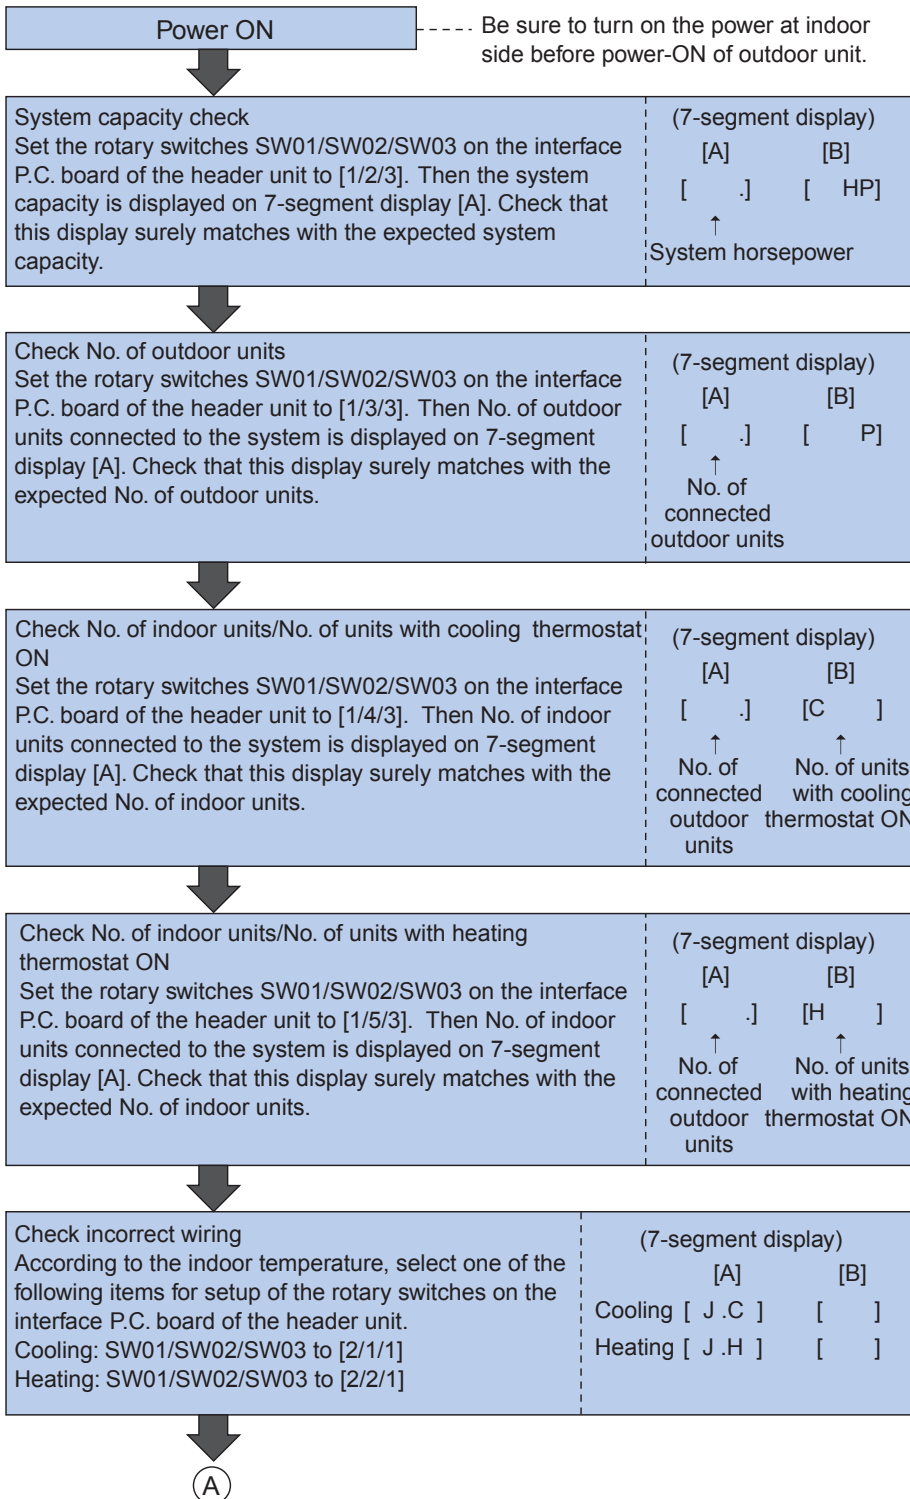 Power ON
Be sure to turn on the power at indoor
side before power-ON of outdoor unit.
System capacity check
Set the rotary switches SW01/SW02/SW03 on the interface
P.C. board of the header unit to [1/2/3]. Then the system
capacity is displayed on 7-segment display [A]. Check that
this display surely matches with the expected system
capacity.
(7-segment display)
[A] [B]
[ .] [ HP]
↑
System horsepower
Check No. of outdoor units
Set the rotary switches SW01/SW02/SW03 on the interface
P.C. board of the header unit to [1/3/3]. Then No. of outdoor
units connected to the system is displayed on 7-segment
display [A]. Check that this display surely matches with the
expected No. of outdoor units.
(7-segment display)
[A] [B]
[ .] [ P]
↑
No. of
connected
outdoor units
Check No. of indoor units/No. of units with cooling thermostat
ON
Set the rotary switches SW01/SW02/SW03 on the interface
P.C. board of the header unit to [1/4/3]. Then No. of indoor
units connected to the system is displayed on 7-segment
display [A]. Check that this display surely matches with the
expected No. of indoor units.
(7-segment display)
[A] [B]
[ .] [C ]
↑ ↑
No. of No. of units
connected with cooling
outdoor thermostat ON
units
Check No. of indoor units/No. of units with heating
thermostat ON
Set the rotary switches SW01/SW02/SW03 on the interface
P.C. board of the header unit to [1/5/3]. Then No. of indoor
units connected to the system is displayed on 7-segment
display [A]. Check that this display surely matches with the
expected No. of indoor units.
(7-segment display)
[A] [B]
[ .] [H ]
↑ ↑
No. of No. of units
connected with heating
outdoor thermostat ON
units
Check incorrect wiring
According to the indoor temperature, select one of the
following items for setup of the rotary switches on the
interface P.C. board of the header unit.
Cooling: SW01/SW02/SW03 to [2/1/1]
Heating: SW01/SW02/SW03 to [2/2/1]
(7-segment display)
[A] [B]
Cooling [ J .C ] [ ]
Heating [ J .H ] [ ]
A